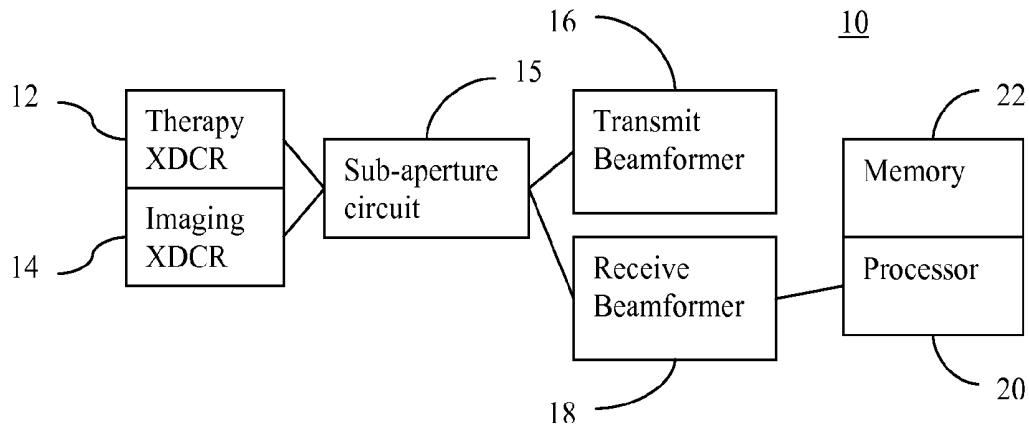 10
16
15
12
22
Therapy
XDCR
Transmit
Beamformer
Sub-aperture
circuit
Memory
Imaging
XDCR
14
Receive
Beamformer
Processor
18
20